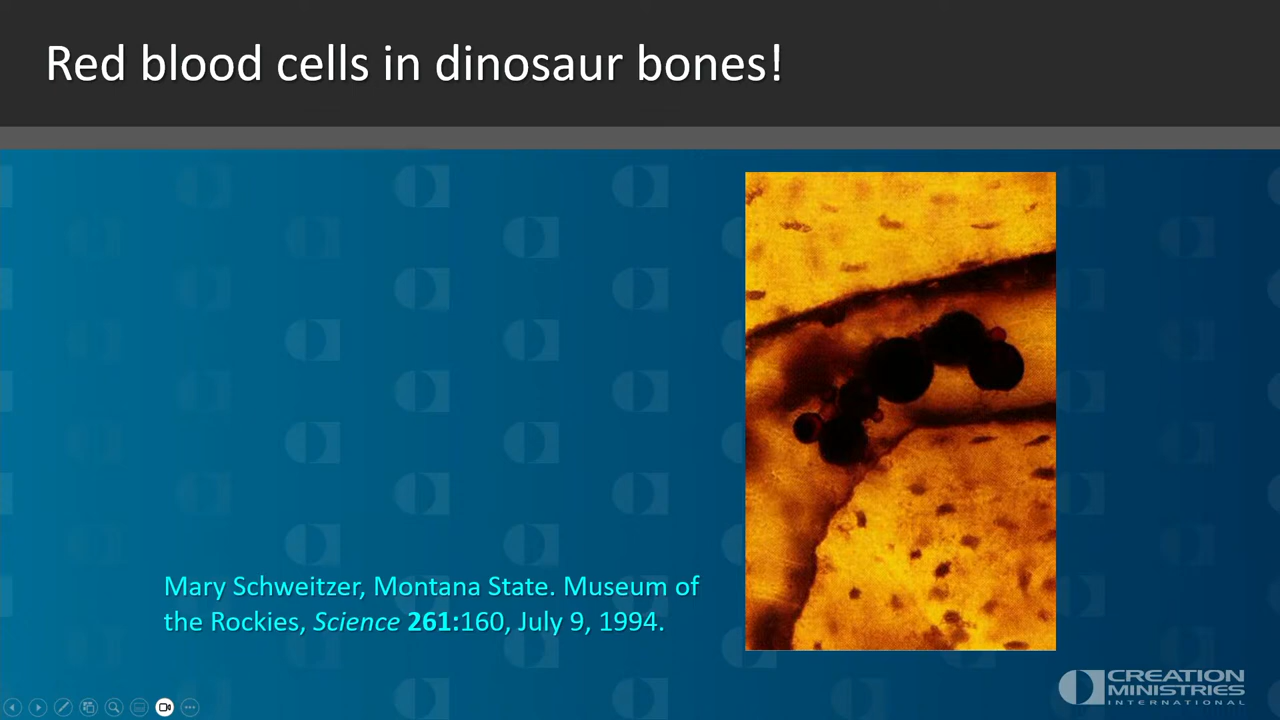 Red blood cells in dinosaur bones!
Mary Schweitzer, Montana State. Museum of
the Rockies, Science 261:160, July 9, 1994.
CREATION
MINISTRIES
INTERNATIONAL